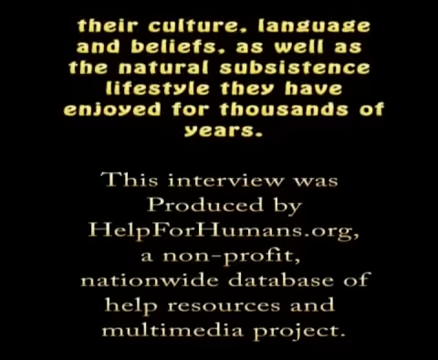 their culture, language
and beliefs, as well as
the natural subsistence
lifestyle they have
enjoyed for thousands of
years.
This interview was
Produced by
HelpForHumans.org,
a non-profit,
nationwide database of
help resources and
multimedia project.